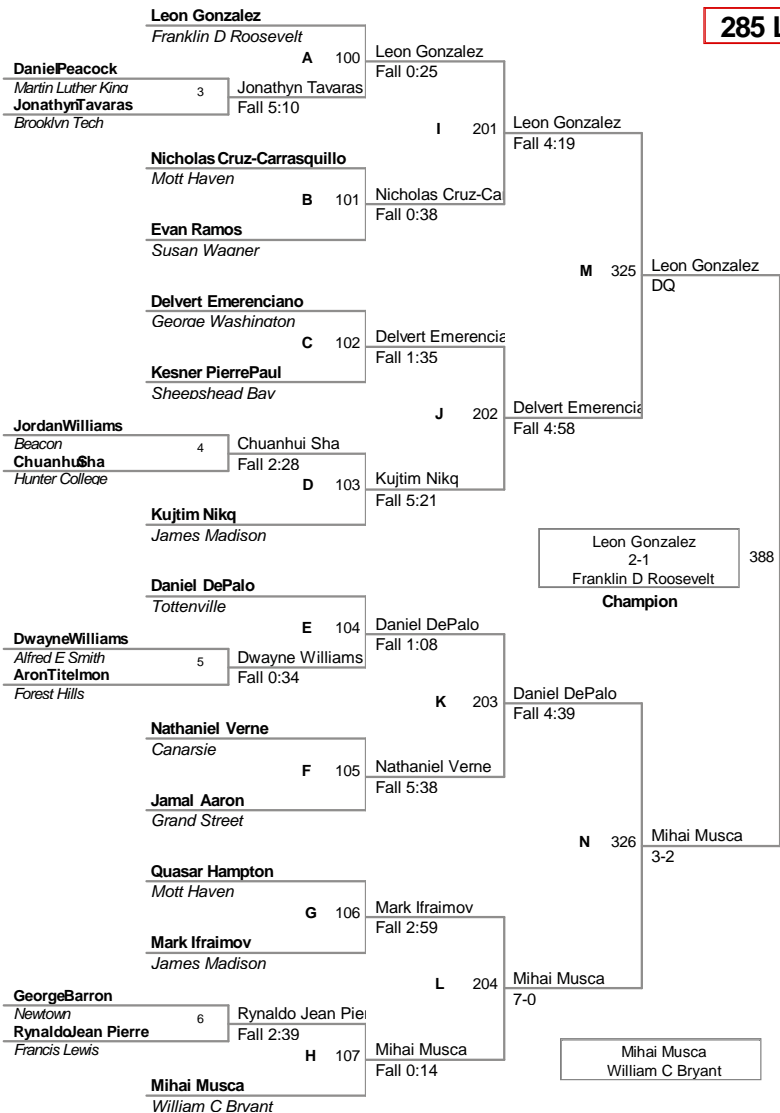 285 L
Leon Gonzalez
Franklin D Roosevelt
A 100
Leon Gonzalez
Fall 0:25
DanielPeacock
Martin Luther King
3
JonathynTavaras
Brooklyn Tech
Jonathyn Tavaras
Fall 5:10
I 201
Leon Gonzalez
Fall 4:19
Nicholas Cruz-Carrasquillo
Mott Haven
B 101
Nicholas Cruz-Ca
Fall 0:38
Evan Ramos
Susan Wagner
M 325
Leon Gonzalez
DQ
Delvert Emerenciano
George Washington
C 102
Delvert Emerencia
Fall 1:35
Kesner PierrePaul
Sheepshead Bay
J 202
Delvert Emerencia
Fall 4:58
JordanWilliams
Beacon
4
ChuanhuiSha
Hunter College
Chuanhui Sha
Fall 2:28
D 103
Kujtim Nikq
Fall 5:21
Kujtim Nikq
James Madison
Leon Gonzalez
2-1
Franklin D Roosevelt
388
Champion
Daniel DePalo
Tottenville
E 104
Daniel DePalo
Fall 1:08
DwayneWilliams
Alfred E Smith
5
AronTitelmon
Forest Hills
Dwayne Williams
Fall 0:34
K 203
Daniel DePalo
Fall 4:39
Nathaniel Verne
Canarsie
F 105
Nathaniel Verne
Fall 5:38
Jamal Aaron
Grand Street
N 326
Mihai Musca
3-2
Quasar Hampton
Mott Haven
G 106
Mark Ifraimov
Fall 2:59
Mark Ifraimov
James Madison
L 204
Mihai Musca
7-0
GeorgeBarron
Newtown
6
RynaldoJean Pierre
Francis Lewis
Rynaldo Jean Pier
Fall 2:39
H 107
Mihai Musca
Fall 0:14
Mihai Musca
William C Bryant
Mihai Musca
William C Bryant